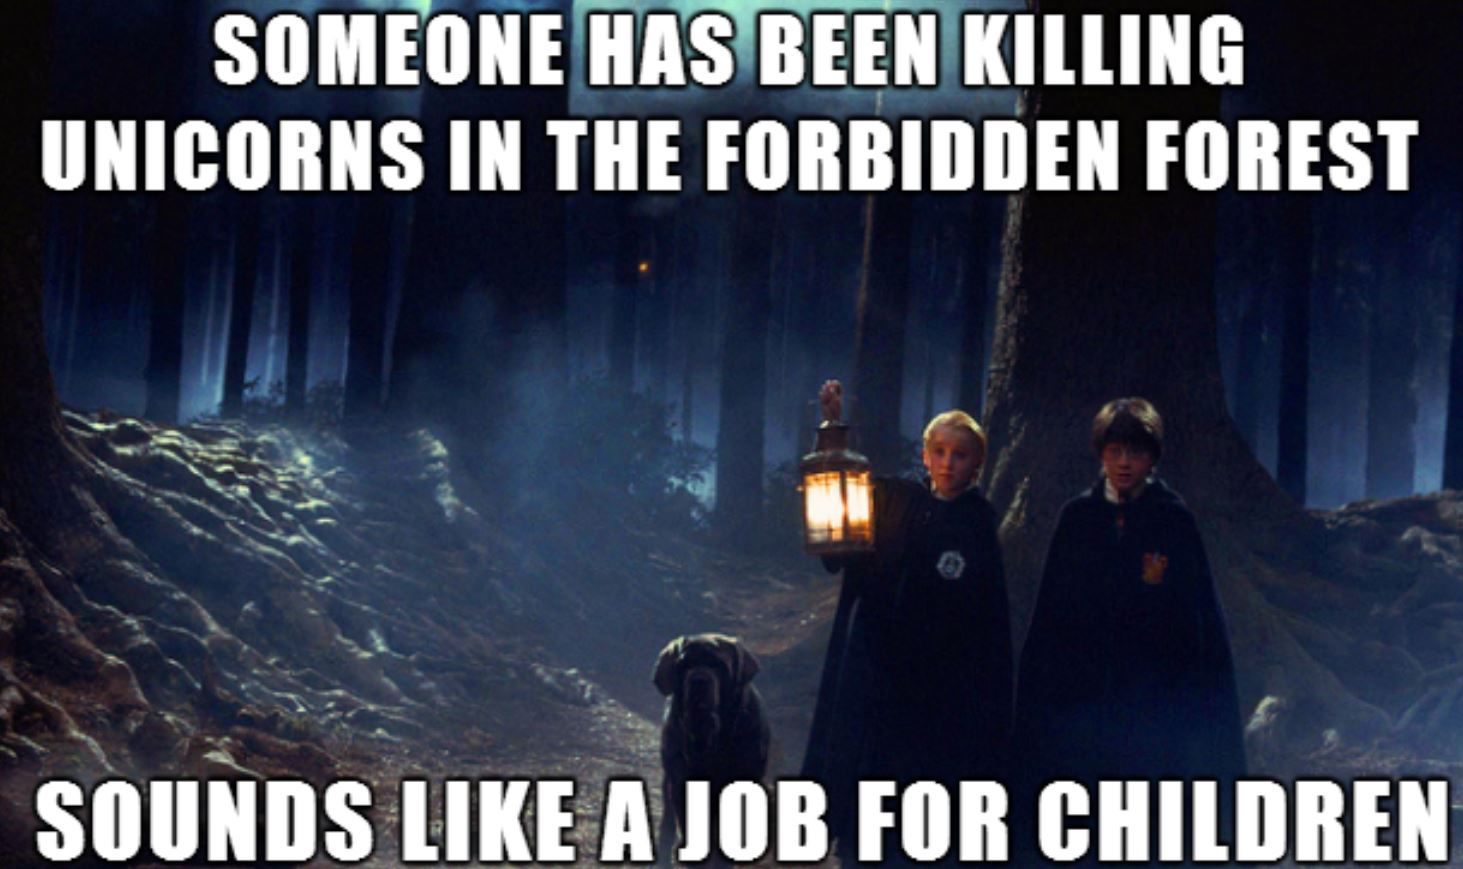 SOMEONE HAS BEEN KILLING
UNICORNS IN THE FORBIDDEN FOREST
SOUNDS LIKE A JOB FOR CHILDREN